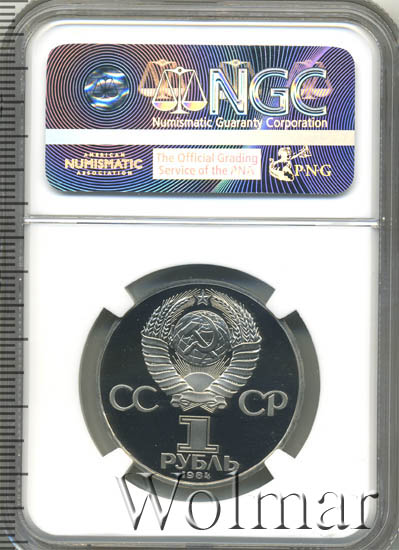 NGC
Numismatic Guaranty Corporation
AMERICAN
NUMISMATIC
ASSOCIATION
The Official Grading
Service of the PNG
P·N·G
СС СР
1
РУБЛЬ
1984
Wolmar